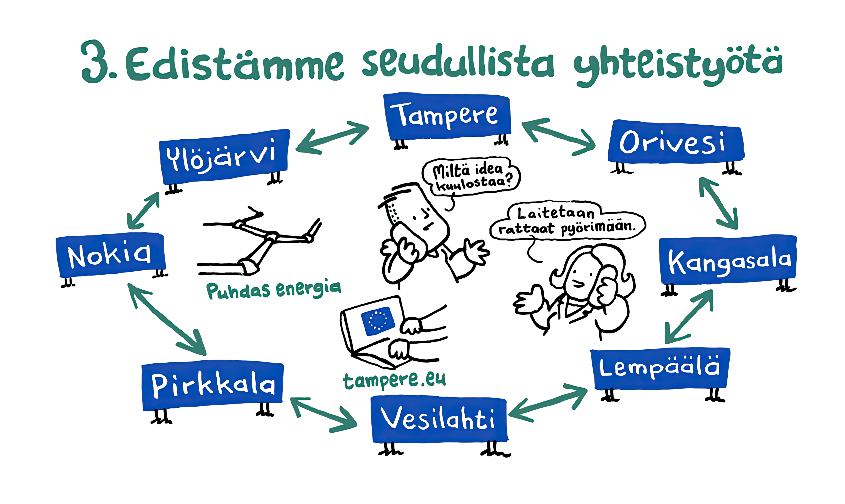 3. Edistämme seudullista yhteistyötä
Tampere
Ylöjärvi
Orivesi
Miltä idea
kuulostaa?
Laitetaan
rattaat pyörimään.
Nokia
Kangasala
Puhdas energia
tampere.eu
Pirkkala
Lempäälä
Vesilahti